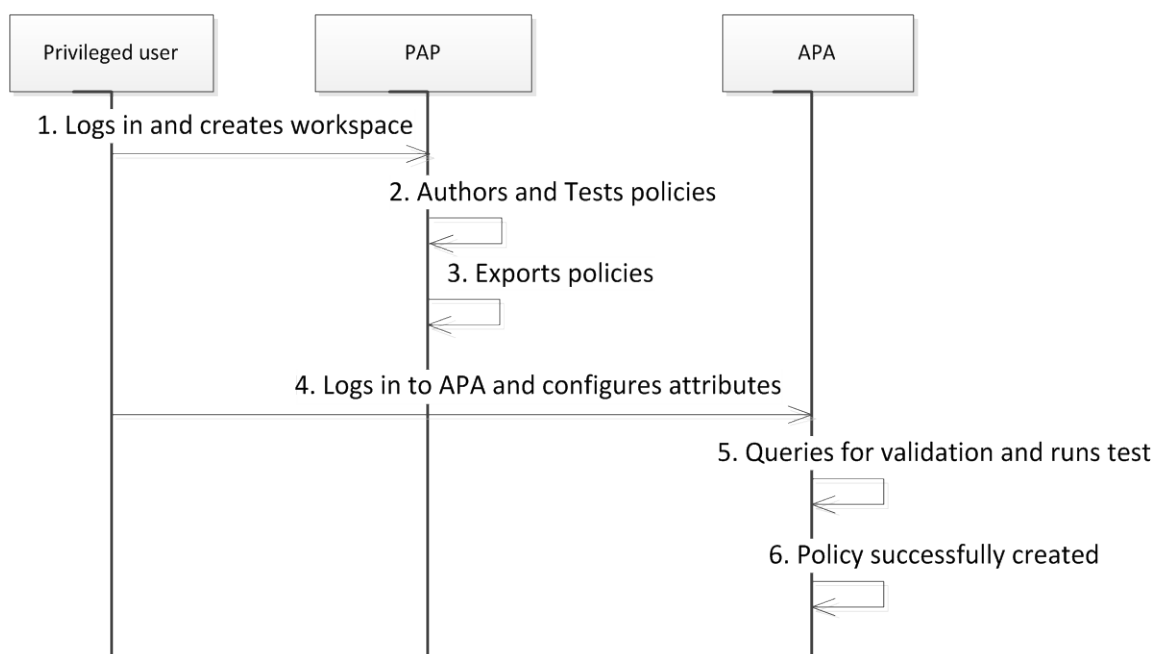 Privileged user
PAP
APA
1. Logs in and creates workspace
2. Authors and Tests policies
3. Exports policies
4. Logs in to APA and configures attributes
5. Queries for validation and runs test
6. Policy successfully created